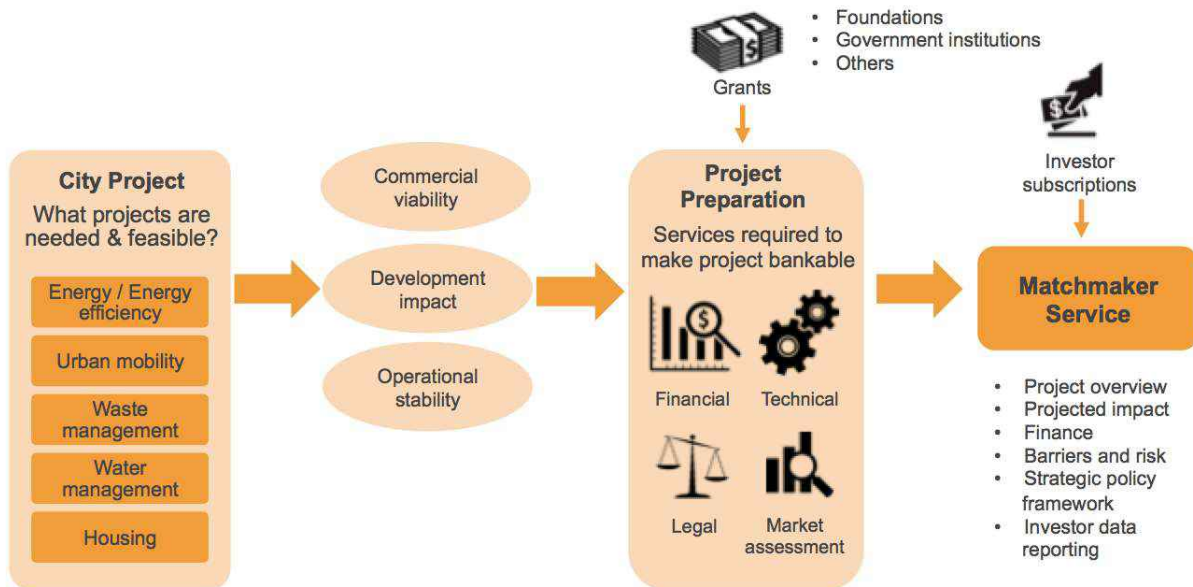 • Foundations
• Government institutions
• Others
Grants
Investor
subscriptions
City Project
What projects are
needed & feasible?
Energy / Energy
efficiency
Urban mobility
Waste
management
Water
management
Housing
Commercial
viability
Development
impact
Operational
stability
Project
Preparation
Services required to
make project bankable
$
Financial
Technical
Legal
Market
assessment
Matchmaker
Service
• Project overview
• Projected impact
• Finance
• Barriers and risk
• Strategic policy
framework
• Investor data
reporting